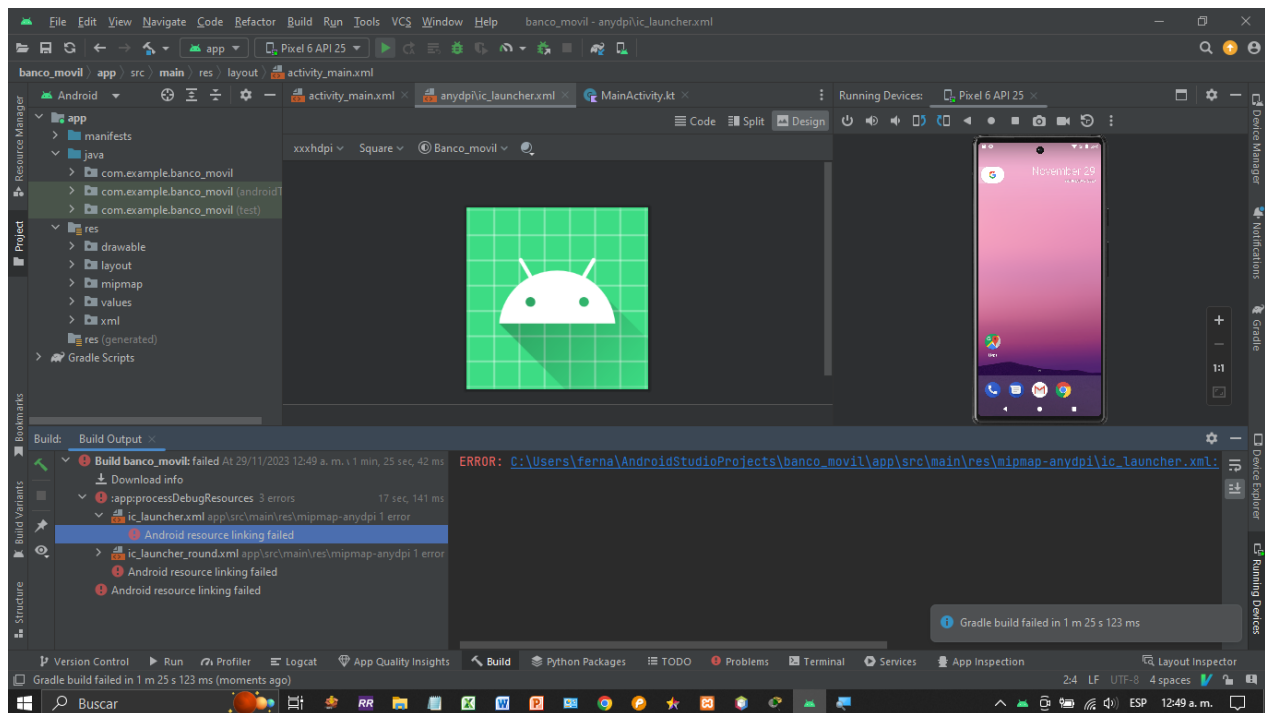 File Edit View Navigate Code Refactor Build Run Tools VCS Window Help banco_movil - anydpi\ic_launcher.xml
app Pixel 6 API 25
banco_movil app src main res layout activity_main.xml
Android activity_main.xml anydpi\ic_launcher.xml MainActivity.kt Running Devices: Pixel 6 API 25
Code Split Design
xxxhdpi Square Banco_movil
app
manifests
java
com.example.banco_movil
com.example.banco_movil (androidT
com.example.banco_movil (test)
res
drawable
layout
mipmap
values
xml
res (generated)
Gradle Scripts
Resource Manager
Project
Bookmarks
Build Variants
Structure
November 29
1:1
Device Manager
Notifications
Gradle
Device Explorer
Running Devices
Build: Build Output
Build banco_movil: failed At 29/11/2023 12:49 a. m. 1 min, 25 sec, 42 ms
Download info
:app:processDebugResources 3 errors 17 sec, 141 ms
ic_launcher.xml app\src\main\res\mipmap-anydpi 1 error
Android resource linking failed
ic_launcher_round.xml app\src\main\res\mipmap-anydpi 1 error
Android resource linking failed
Android resource linking failed
ERROR: C:\Users\ferna\AndroidStudioProjects\banco_movil\app\src\main\res\mipmap-anydpi\ic_launcher.xml:
Gradle build failed in 1 m 25 s 123 ms
Version Control Run Profiler Logcat App Quality Insights Build Python Packages TODO Problems Terminal Services App Inspection Layout Inspector
Gradle build failed in 1 m 25 s 123 ms (moments ago) 2:4 LF UTF-8 4 spaces
Buscar RR ESP 12:49 a. m.